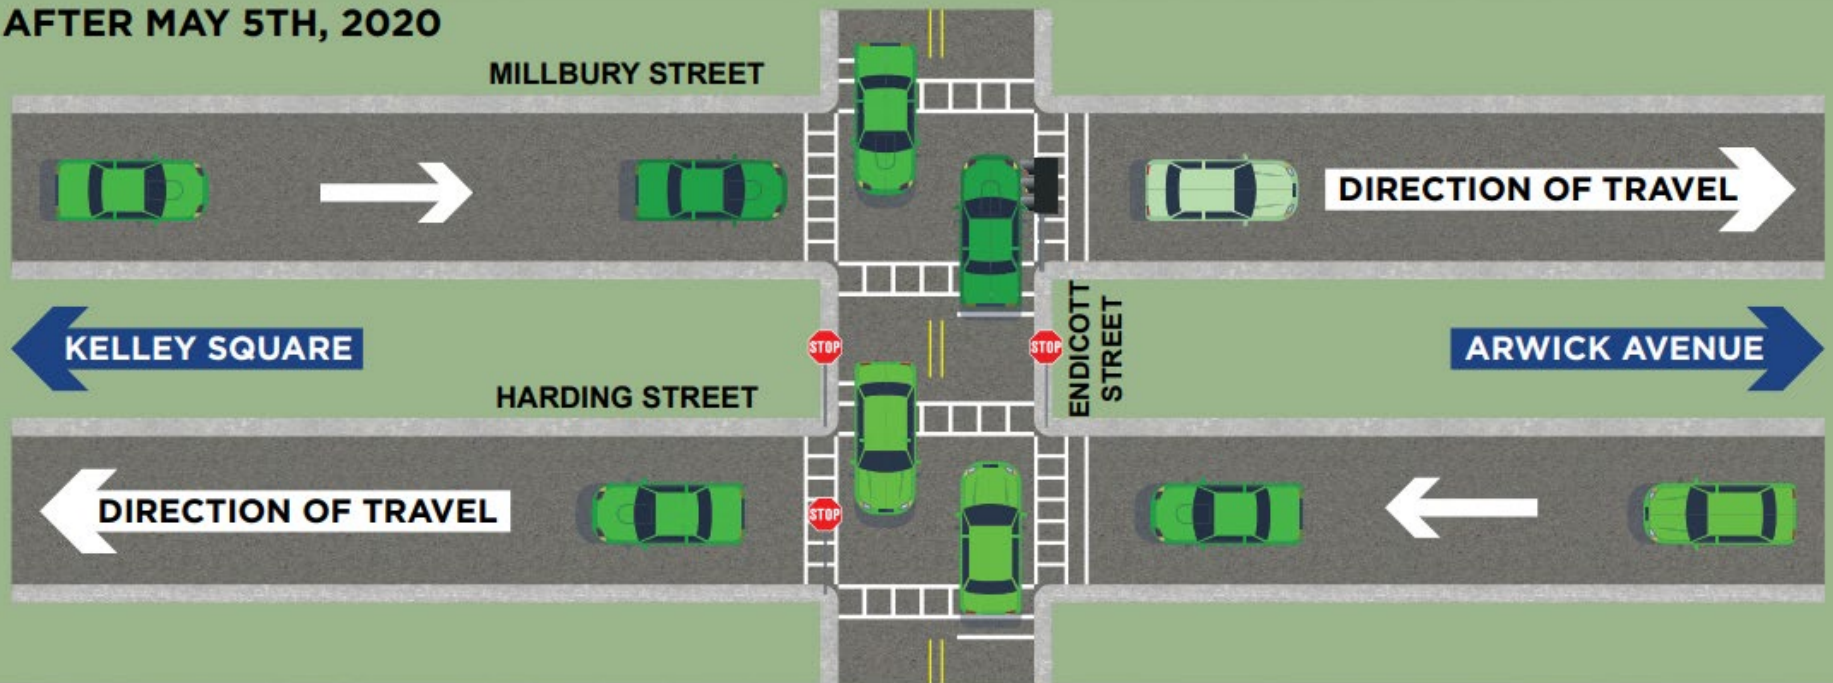 AFTER MAY 5TH, 2020
MILLBURY STREET
DIRECTION OF TRAVEL
KELLEY SQUARE
STOP
STOP
ENDICOTT
STREET
ARWICK AVENUE
HARDING STREET
DIRECTION OF TRAVEL
STOP